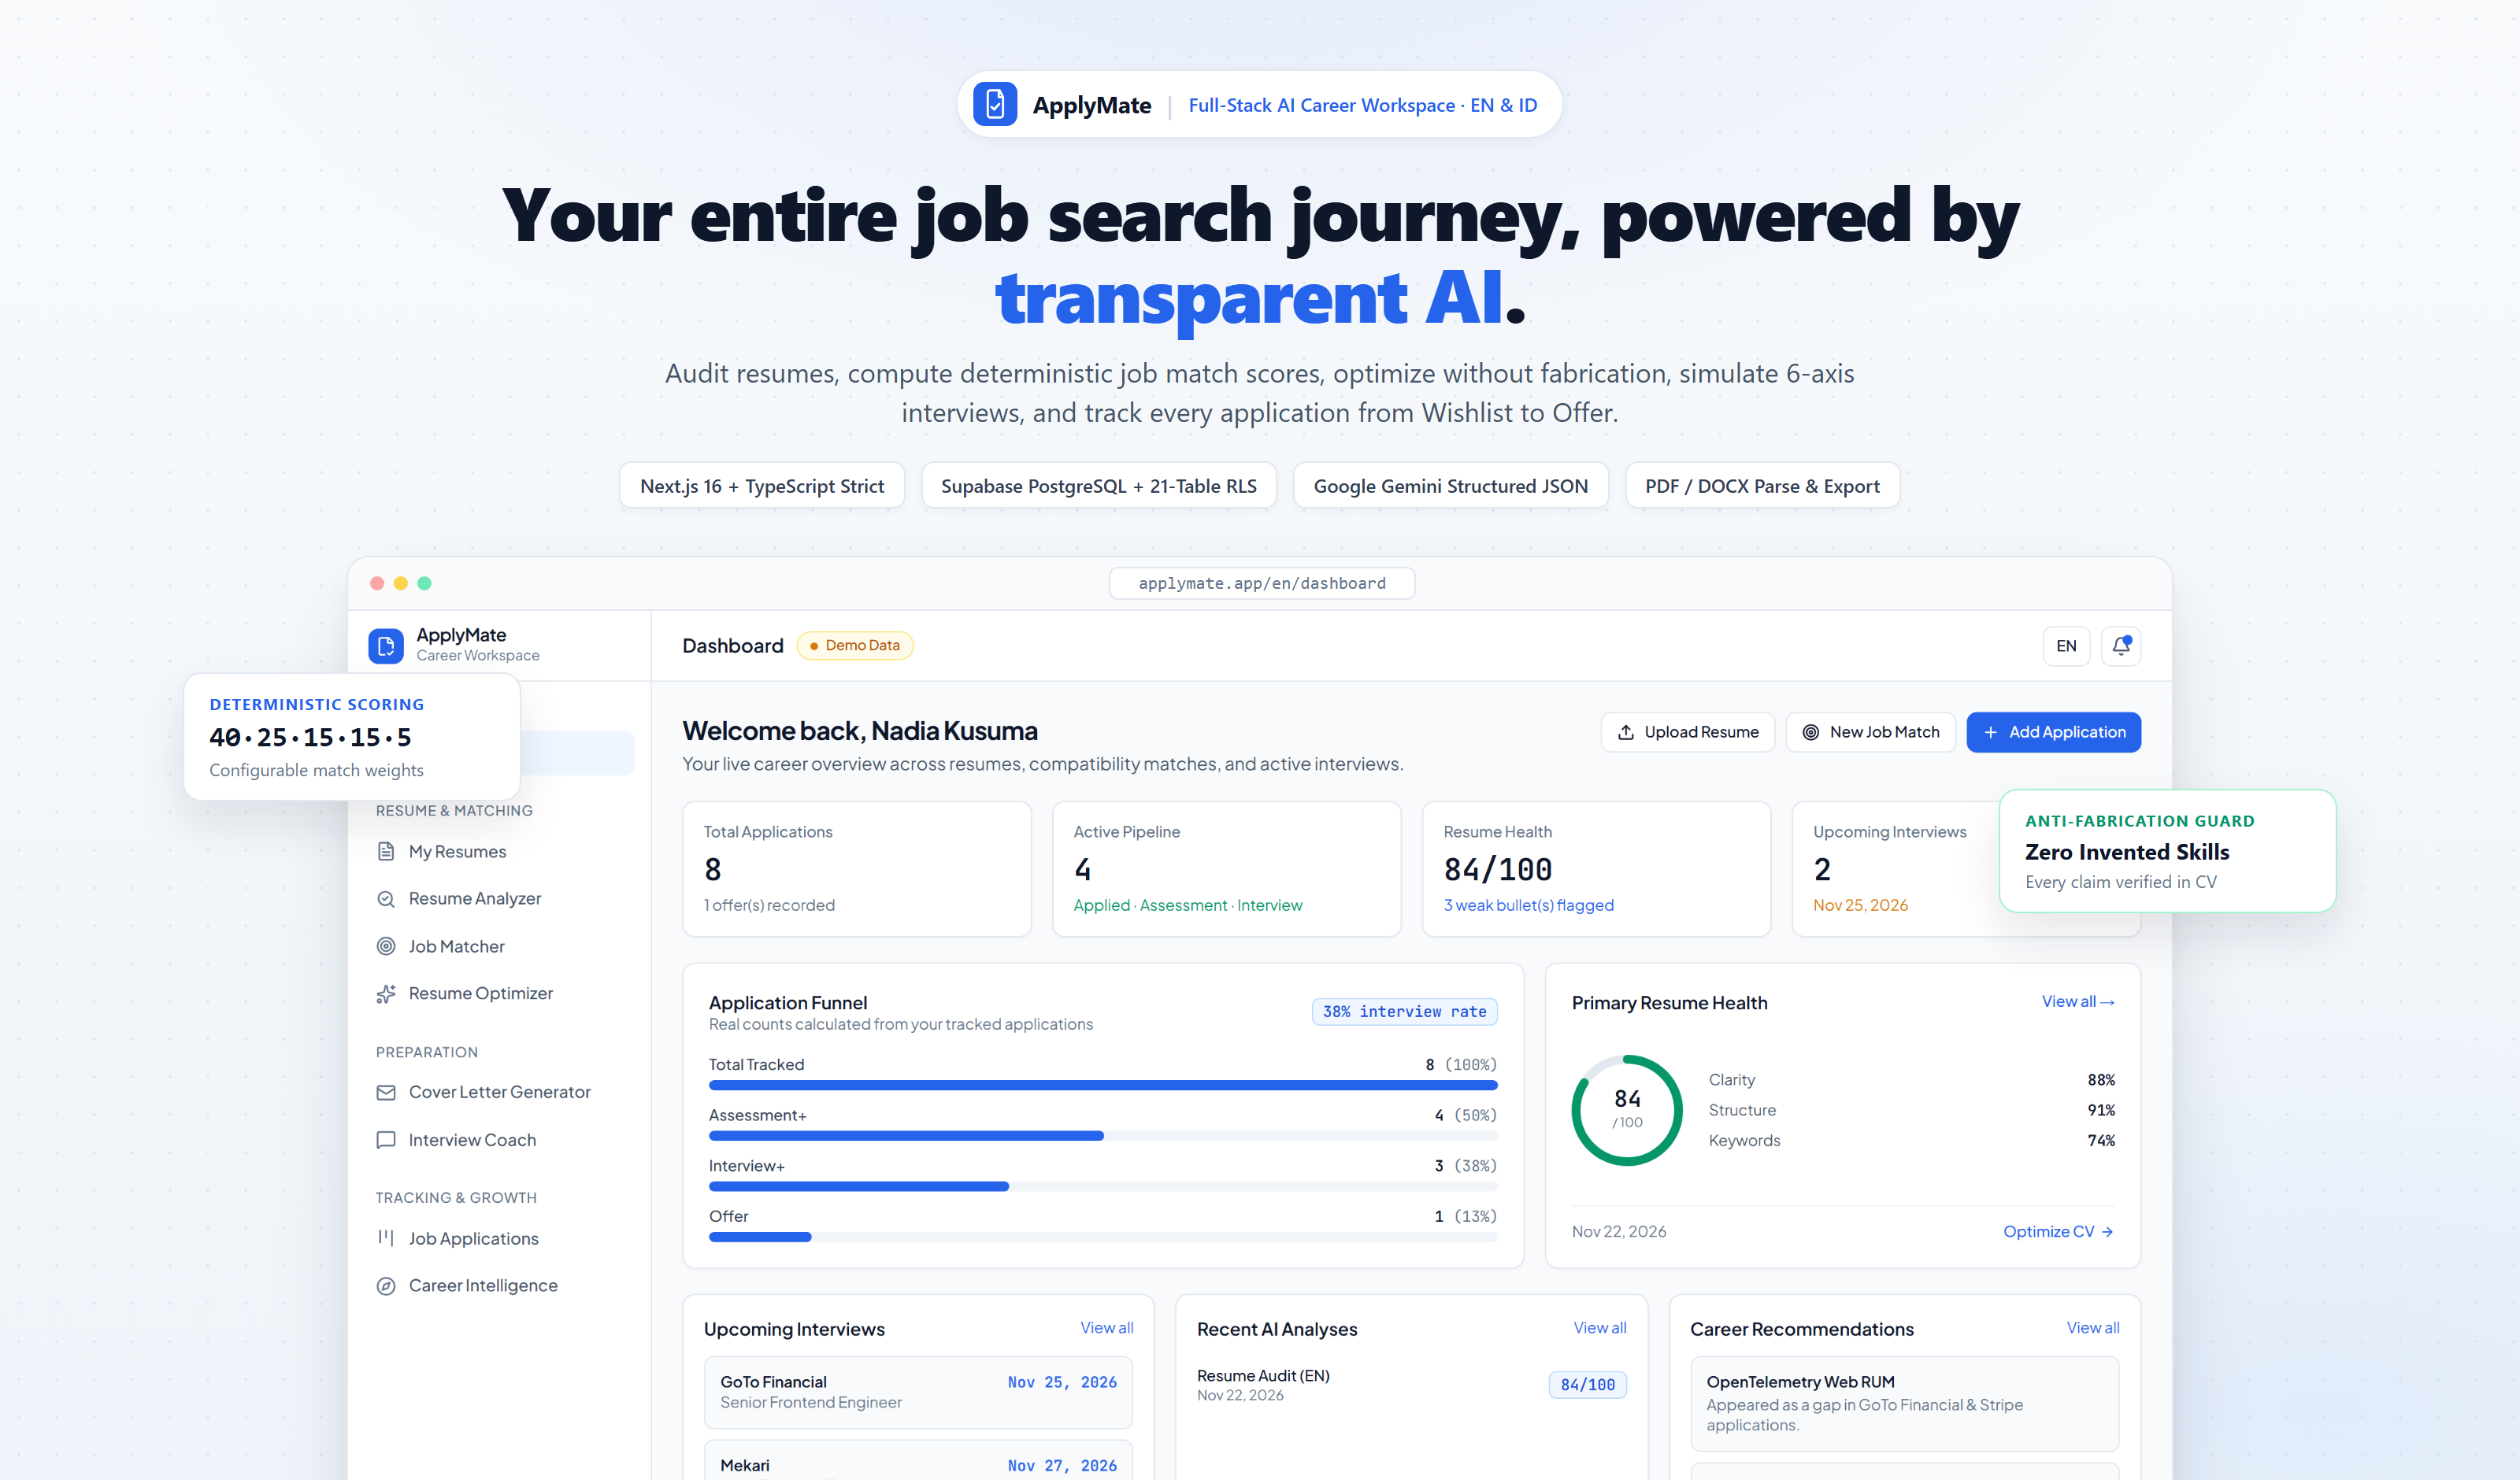 ApplyMate | Full-Stack AI Career Workspace · EN & ID
Your entire job search journey, powered by
transparent AI.
Audit resumes, compute deterministic job match scores, optimize without fabrication, simulate 6-axis
interviews, and track every application from Wishlist to Offer.
Next.js 16 + TypeScript Strict
Supabase PostgreSQL + 21-Table RLS
Google Gemini Structured JSON
PDF / DOCX Parse & Export
applymate.app/en/dashboard
ApplyMate
Career Workspace
Dashboard
Demo Data
EN
DETERMINISTIC SCORING
40·25·15·15·5
Configurable match weights
RESUME & MATCHING
My Resumes
Resume Analyzer
Job Matcher
Resume Optimizer
PREPARATION
Cover Letter Generator
Interview Coach
TRACKING & GROWTH
Job Applications
Career Intelligence
Welcome back, Nadia Kusuma
Your live career overview across resumes, compatibility matches, and active interviews.
Upload Resume
New Job Match
+ Add Application
Total Applications
8
1 offer(s) recorded
Active Pipeline
4
Applied · Assessment · Interview
Resume Health
84/100
3 weak bullet(s) flagged
Upcoming Interviews
2
Nov 25, 2026
ANTI-FABRICATION GUARD
Zero Invented Skills
Every claim verified in CV
Application Funnel
Real counts calculated from your tracked applications
38% interview rate
Total Tracked
8 (100%)
Assessment+
4 (50%)
Interview+
3 (38%)
Offer
1 (13%)
Primary Resume Health
View all →
84
/100
Clarity
88%
Structure
91%
Keywords
74%
Nov 22, 2026
Optimize CV →
Upcoming Interviews
View all
GoTo Financial
Nov 25, 2026
Senior Frontend Engineer
Mekari
Nov 27, 2026
Recent AI Analyses
View all
Resume Audit (EN)
Nov 22, 2026
84/100
Career Recommendations
View all
OpenTelemetry Web RUM
Appeared as a gap in GoTo Financial & Stripe
applications.